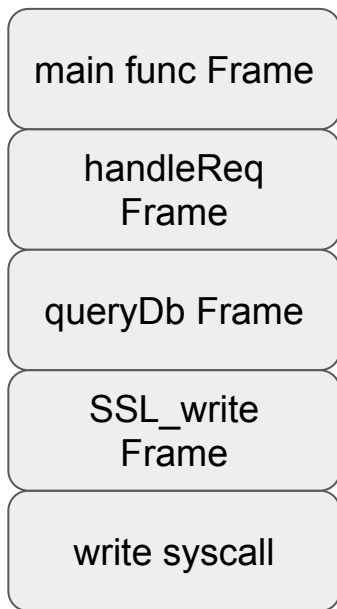 main func Frame
handleReq
Frame
queryDb Frame
SSL_write
Frame
write syscall